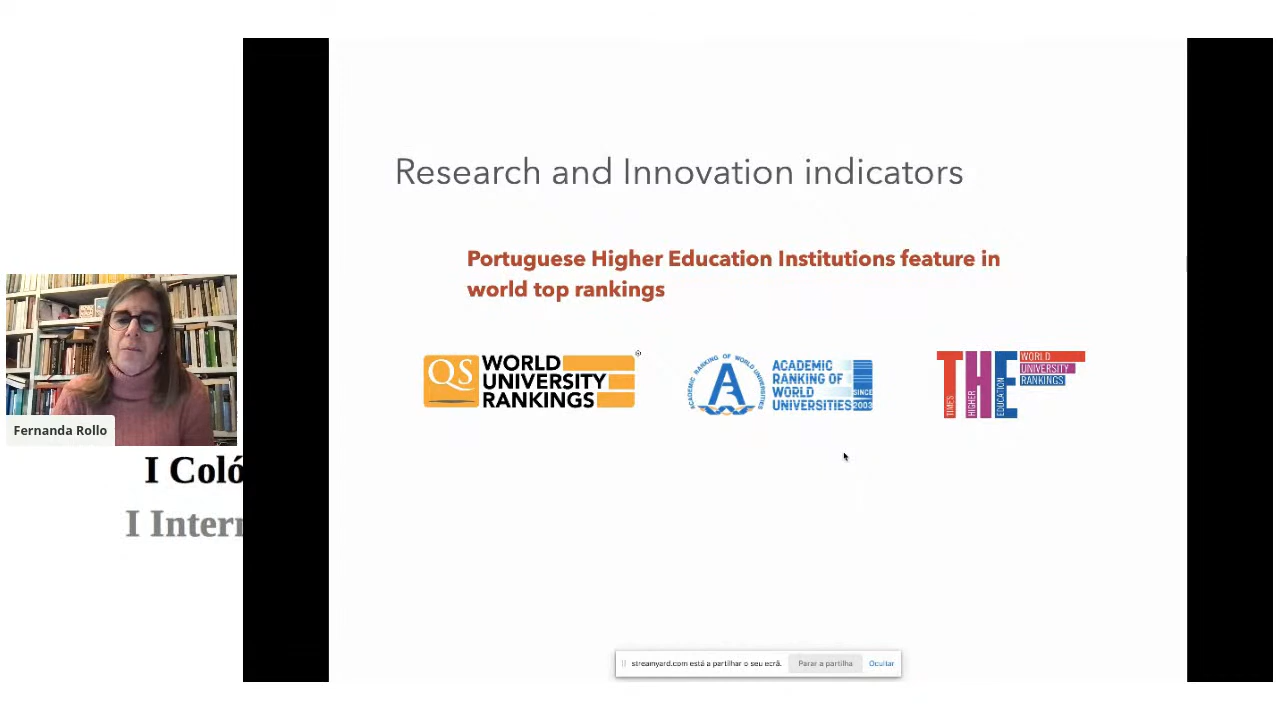 Research and Innovation indicators
Portuguese Higher Education Institutions feature in
world top rankings
QS
WORLD
UNIVERSITY
RANKINGS
ACADEMIC RANKING OF WORLD UNIVERSITIES
ACADEMIC
RANKING OF
WORLD
UNIVERSITIES
SINCE
2003
THE
TIMES
HIGHER
EDUCATION
WORLD
UNIVERSITY
RANKINGS
Fernanda Rollo
I Coló
I Intern
streamyard.com está a partilhar o seu ecrã.
Parar a partilha
Ocultar